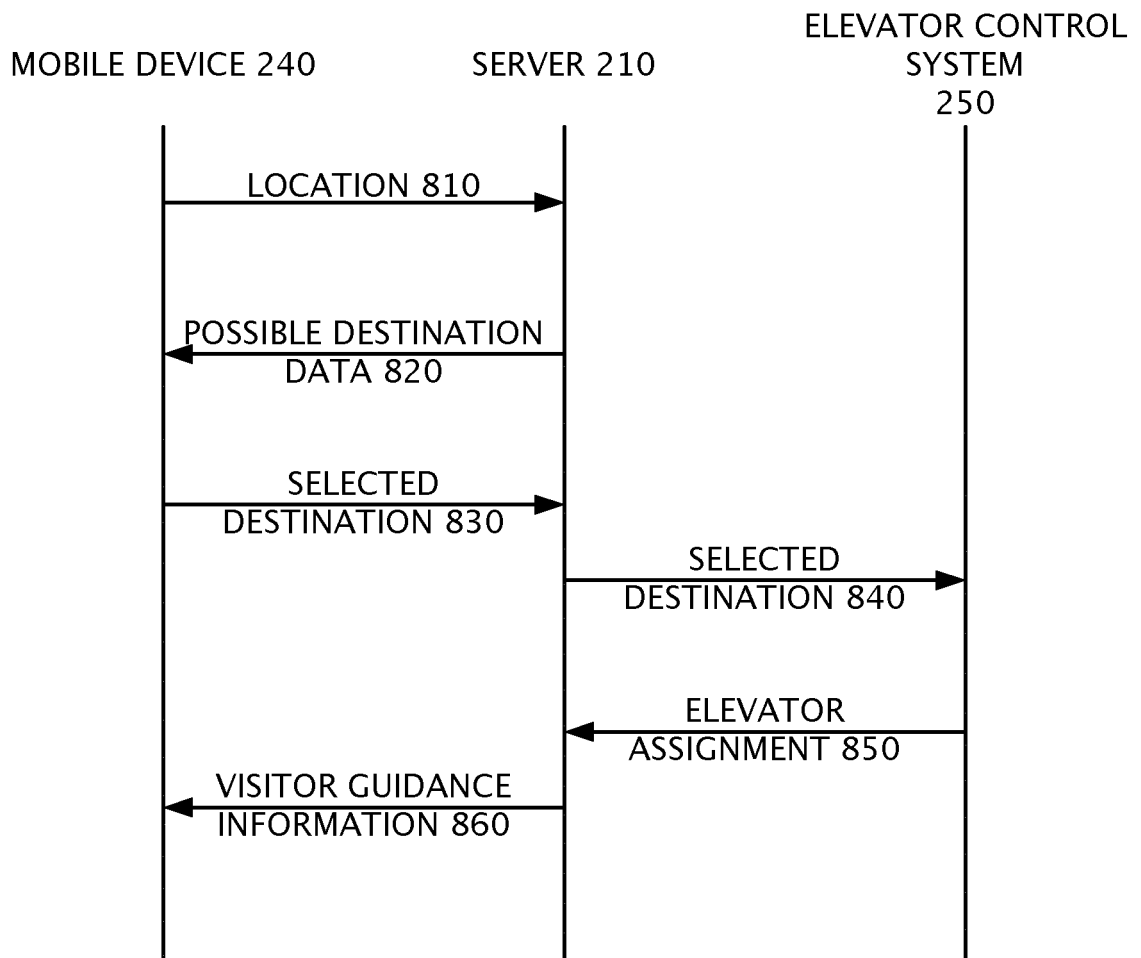 MOBILE DEVICE 240
SERVER 210
ELEVATOR CONTROL
SYSTEM
250
LOCATION 810
POSSIBLE DESTINATION
DATA 820
SELECTED
DESTINATION 830
SELECTED
DESTINATION 840
ELEVATOR
ASSIGNMENT 850
VISITOR GUIDANCE
INFORMATION 860